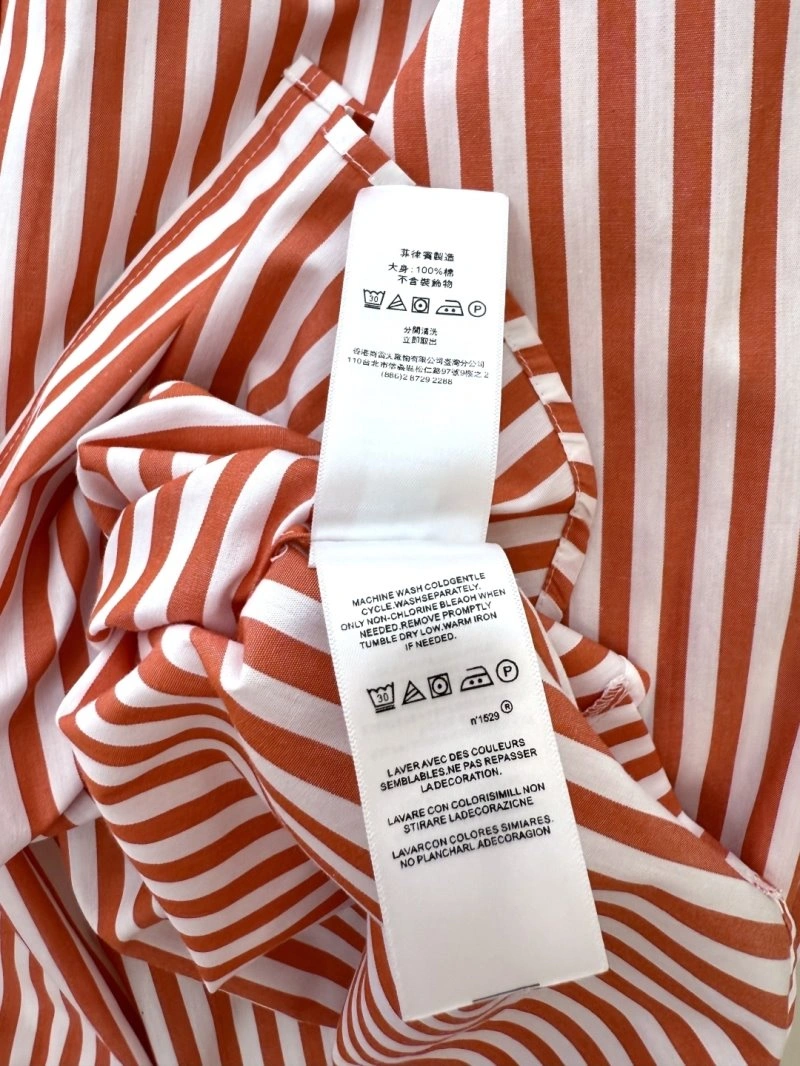 菲律賓製造
大身:100%棉
不含裝飾物
30 P
分開清洗
立即取出
110台北市信義區松仁路97號9樓之 2
(886)2 8729 2288
MACHINE WASH COLDGENTLE
CYCLE.WASHSEPARATELY.
ONLY NON-CHLORINE BLEAOH WHEN
NEEDED.REMOVE PROMPTLY
TUMBLE DRY LOW.WARM IRON
IF NEEDED.
30 P
n'1529 ®
LAVER AVEC DES COULEURS
SEMBLABLES.NE PAS REPASSER
LADECORATION.
LAVARE CON COLORISIMILL NON
STIRARE LADECORAZICHE
LAVARCON COLORES SIMIARES.
NO PLANCHARL ADECORAGION